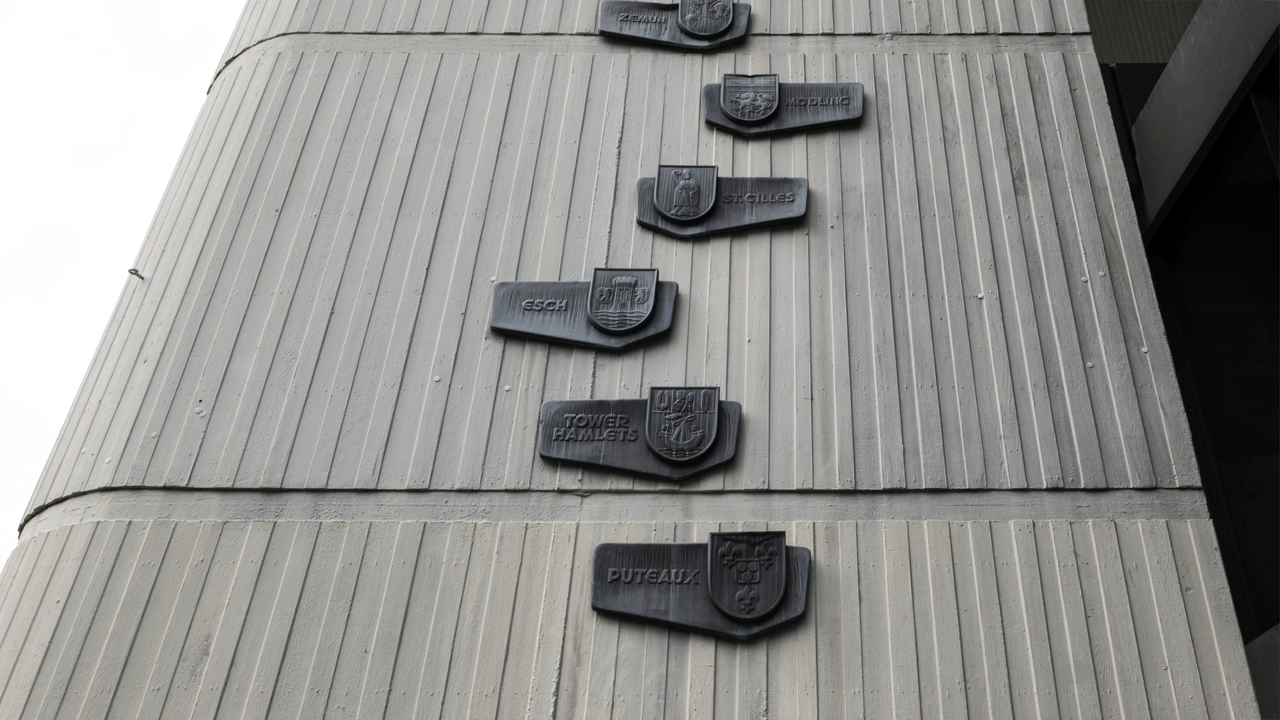 ZEMUN
MÖDLING
ST. GILLES
ESCH
TOWER
HAMLETS
PUTEAUX